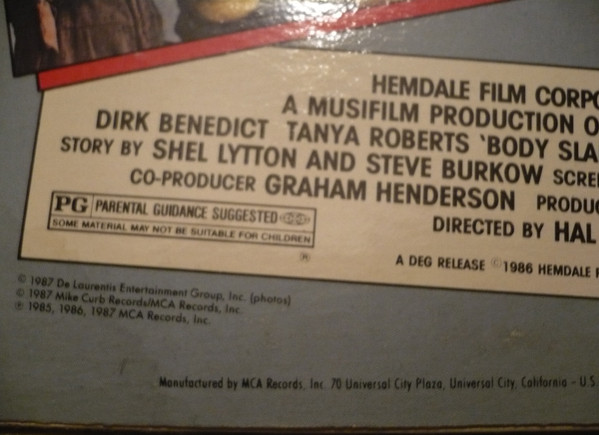 HEMDALE FILM CORPO
A MUSIFILM PRODUCTION O
DIRK BENEDICT TANYA ROBERTS 'BODY SLA
STORY BY SHEL LYTTON AND STEVE BURKOW SCRE
CO-PRODUCER GRAHAM HENDERSON PRODUC
PG PARENTAL GUIDANCE SUGGESTED
SOME MATERIAL MAY NOT BE SUITABLE FOR CHILDREN
®
DIRECTED BY HAL
A DEG RELEASE ©1986 HEMDALE
© 1987 De Laurentis Entertainment Group, Inc. (photos)
© 1987 Mike Curb Records/MCA Records, Inc.
℗ 1985, 1986, 1987 MCA Records, Inc.
Manufactured by MCA Records, Inc. 70 Universal City Plaza, Universal City, California - U.S.